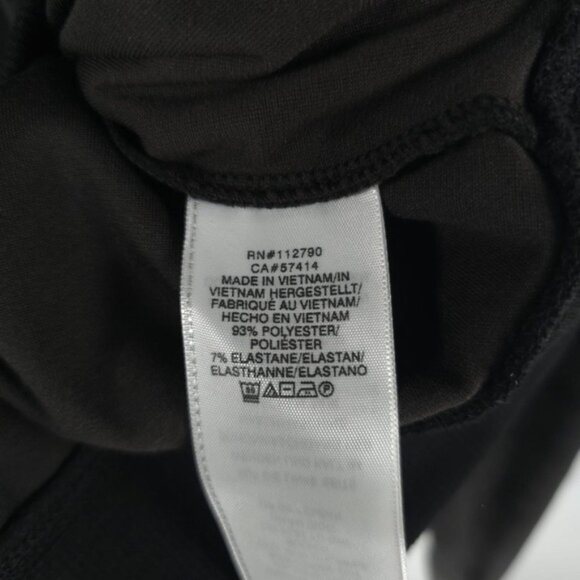 RN#112790
CA#57414
MADE IN VIETNAM/IN
VIETNAM HERGESTELLT/
FABRIQUÉ AU VIETNAM/
HECHO EN VIETNAM
93% POLYESTER/
POLIÉSTER
7% ELASTANE/ELASTAN/
ELASTHANNE/ELASTANO